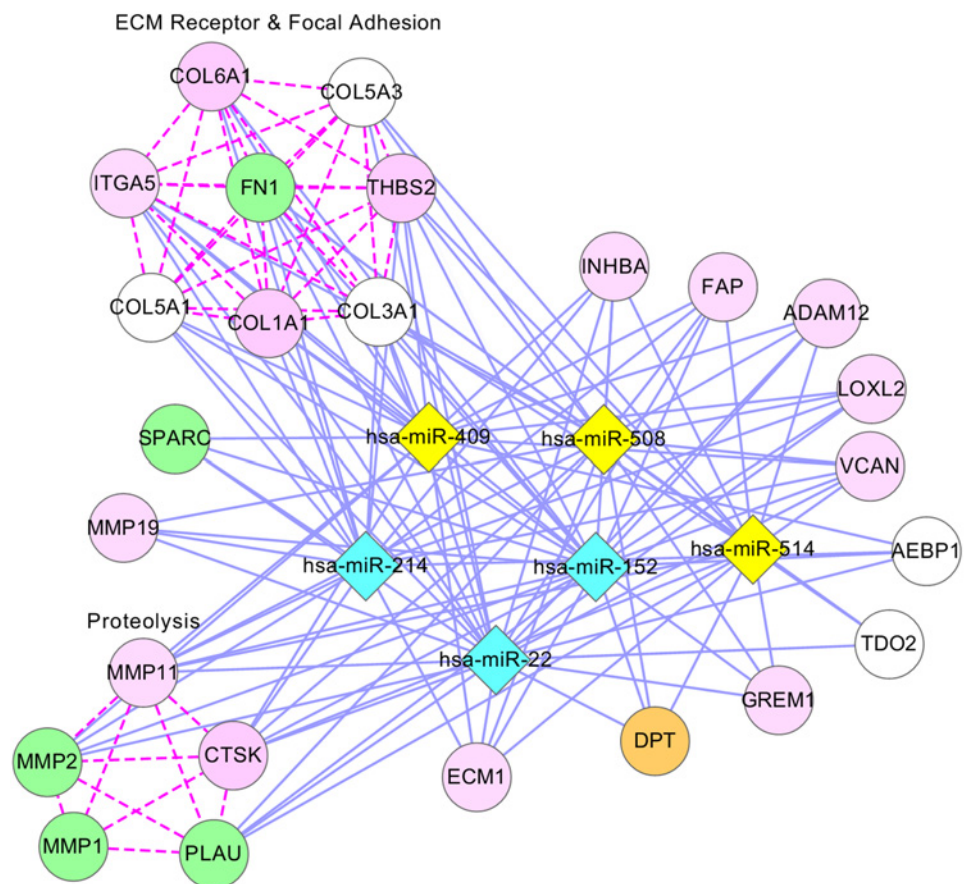 ECM Receptor & Focal Adhesion
COL6A1
COL5A3
ITGA5
FN1
THBS2
COL5A1
COL1A1
COL3A1
INHBA
FAP
ADAM12
LOXL2
VCAN
AEBP1
TDO2
GREM1
DPT
ECM1
SPARC
MMP19
hsa-miR-409
hsa-miR-508
hsa-miR-514
hsa-miR-214
hsa-miR-152
hsa-miR-22
Proteolysis
MMP11
MMP2
CTSK
MMP1
PLAU